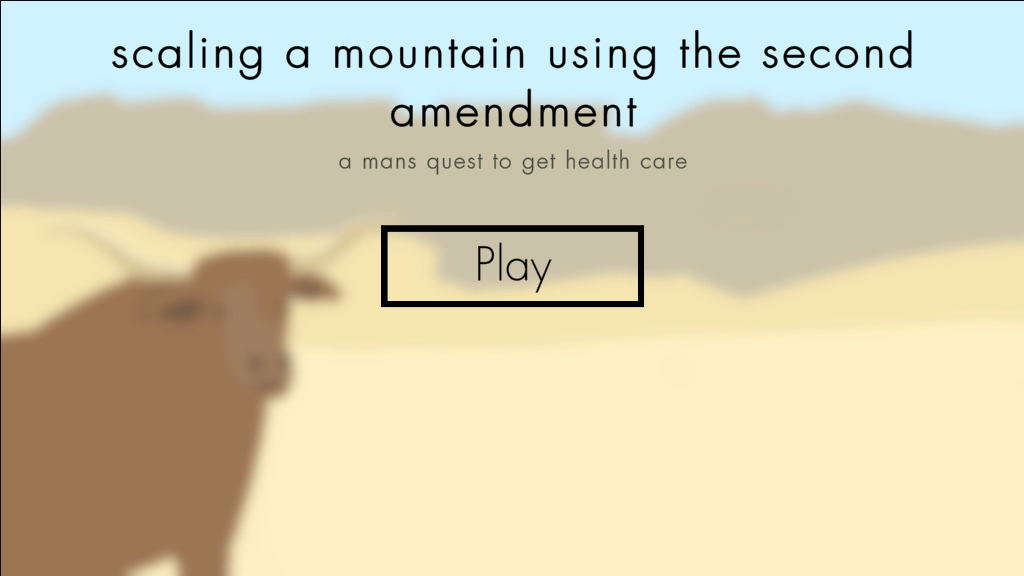 scaling a mountain using the second
amendment
a mans quest to get health care
Play